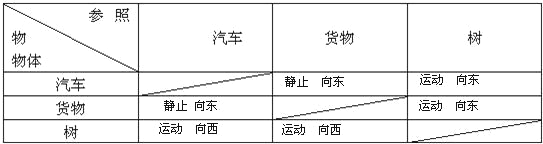 参 照
物
物体
汽车 货物 树
汽车 静止 向东 运动 向东
货物 静止 向东 运动 向东
树 运动 向西 运动 向西